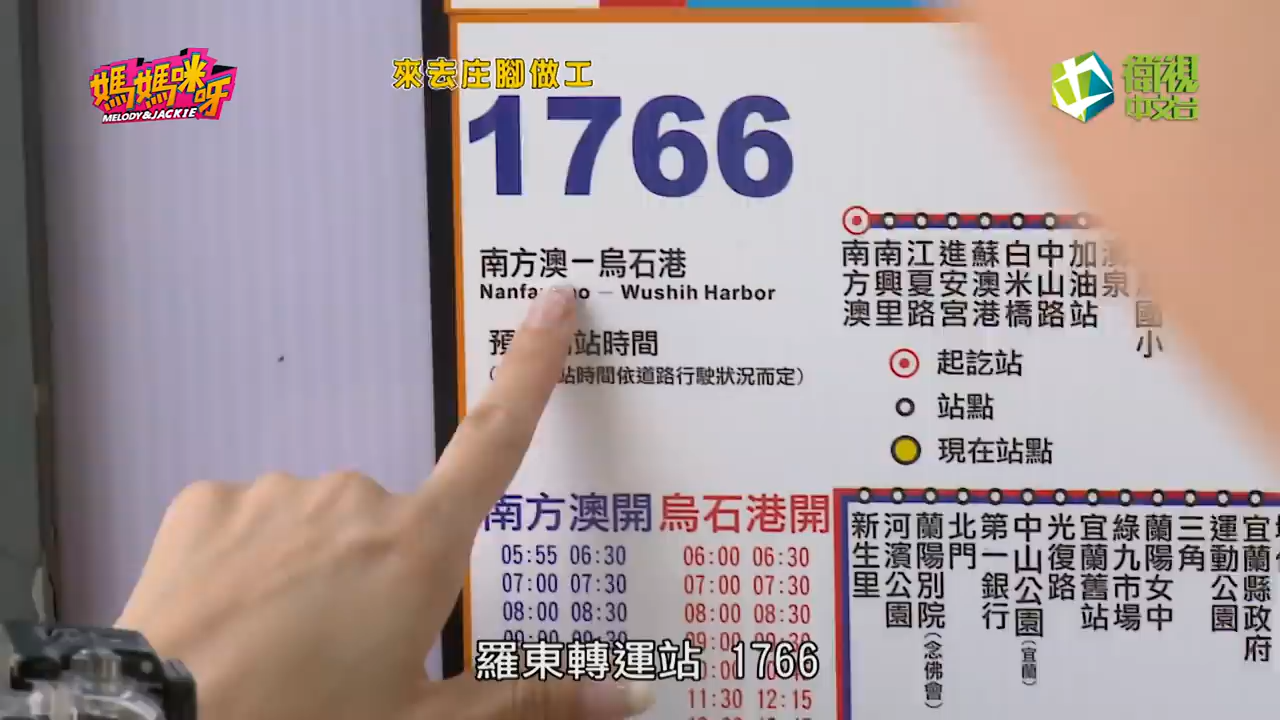 媽媽咪呀
MELODY&JACKIE
來去庄腳做工
衛視
中文台
1766
南方澳－烏石港
Wushih Harbor
站時間
站時間依道路行駛狀況而定)
南方澳
南興里
江夏路
進安宮
蘇澳港
白米橋
中山路
加油站
國小
起訖站
站點
現在站點
南方澳開
烏石港開
05:55 06:30
07:00 07:30
08:00 08:30
06:00 06:30
07:00 07:30
08:00 08:30
11:30 12:15
新生里
河濱公園
蘭陽別院(念佛會)
北門
第一銀行
中山公園(宜蘭)
光復路
宜蘭舊站
綠九市場
蘭陽女中
三角
運動公園
宜蘭縣政府
羅東轉運站 1766